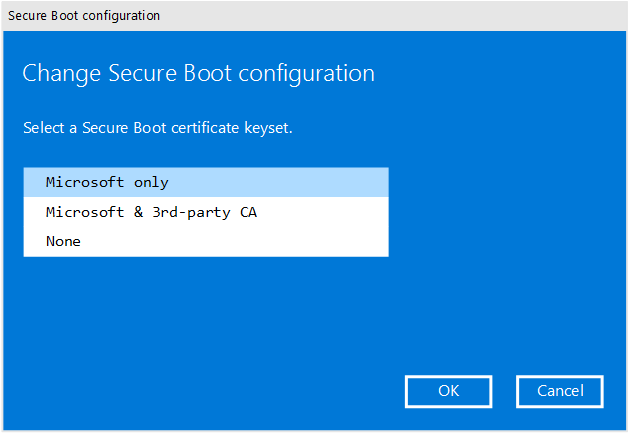 Secure Boot configuration
Change Secure Boot configuration
Select a Secure Boot certificate keyset.
Microsoft only
Microsoft & 3rd-party CA
None
OK
Cancel